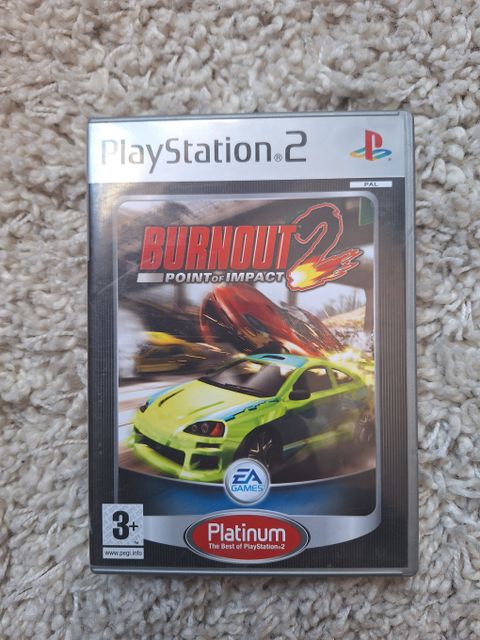 PlayStation®2
PAL
BURNOUT 2
POINT OF IMPACT
EA
GAMES
3+
www.pegi.info
Platinum
The Best of PlayStation®2